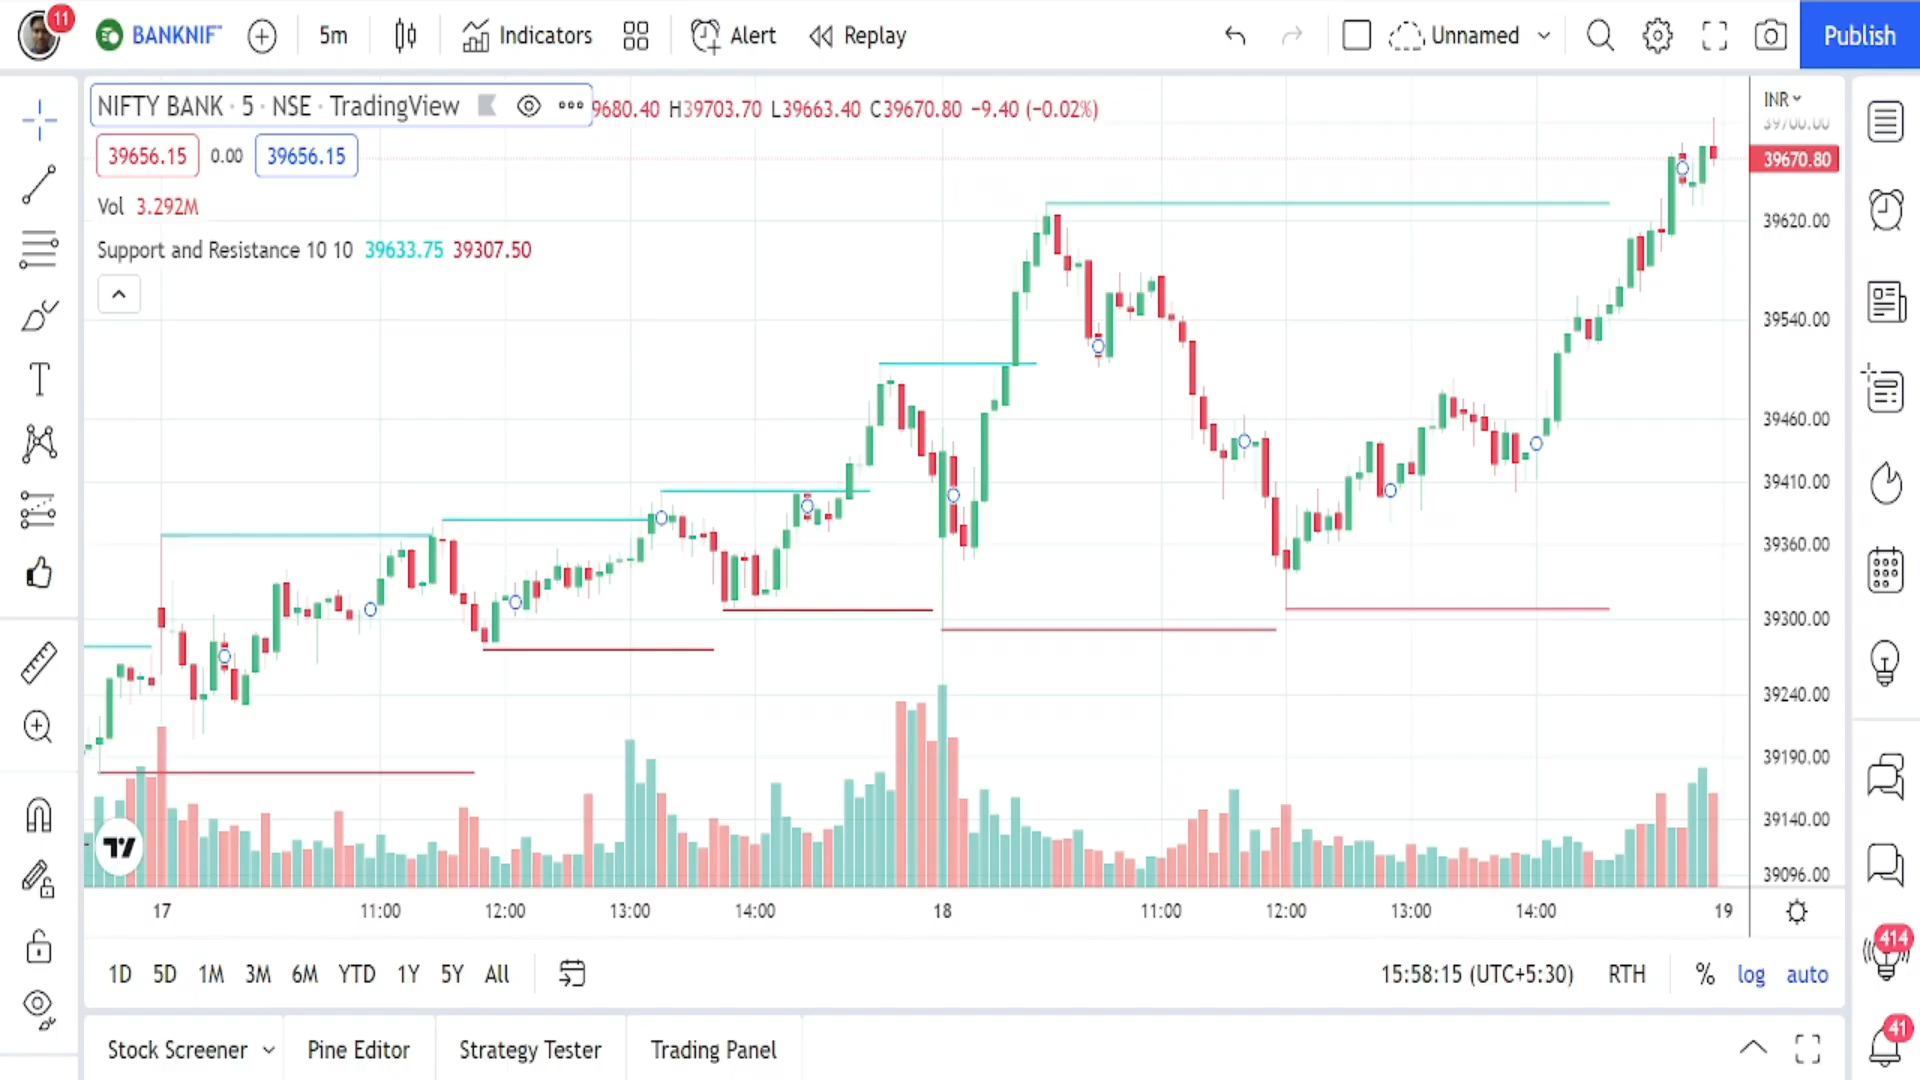 11
BANKNIF
5m
Indicators
Alert
Replay
Unnamed
Publish
NIFTY BANK · 5 · NSE · TradingView
9680.40 H39703.70 L39663.40 C39670.80 −9.40 (−0.02%)
39656.15 0.00 39656.15
Vol 3.292M
Support and Resistance 10 10 39633.75 39307.50
INR
39700.00
39670.80
39620.00
39540.00
39460.00
39410.00
39360.00
39300.00
39240.00
39190.00
39140.00
39096.00
17 11:00 12:00 13:00 14:00 18 11:00 12:00 13:00 14:00 19
1D 5D 1M 3M 6M YTD 1Y 5Y All
15:58:15 (UTC+5:30) RTH % log auto
Stock Screener Pine Editor Strategy Tester Trading Panel
414
41